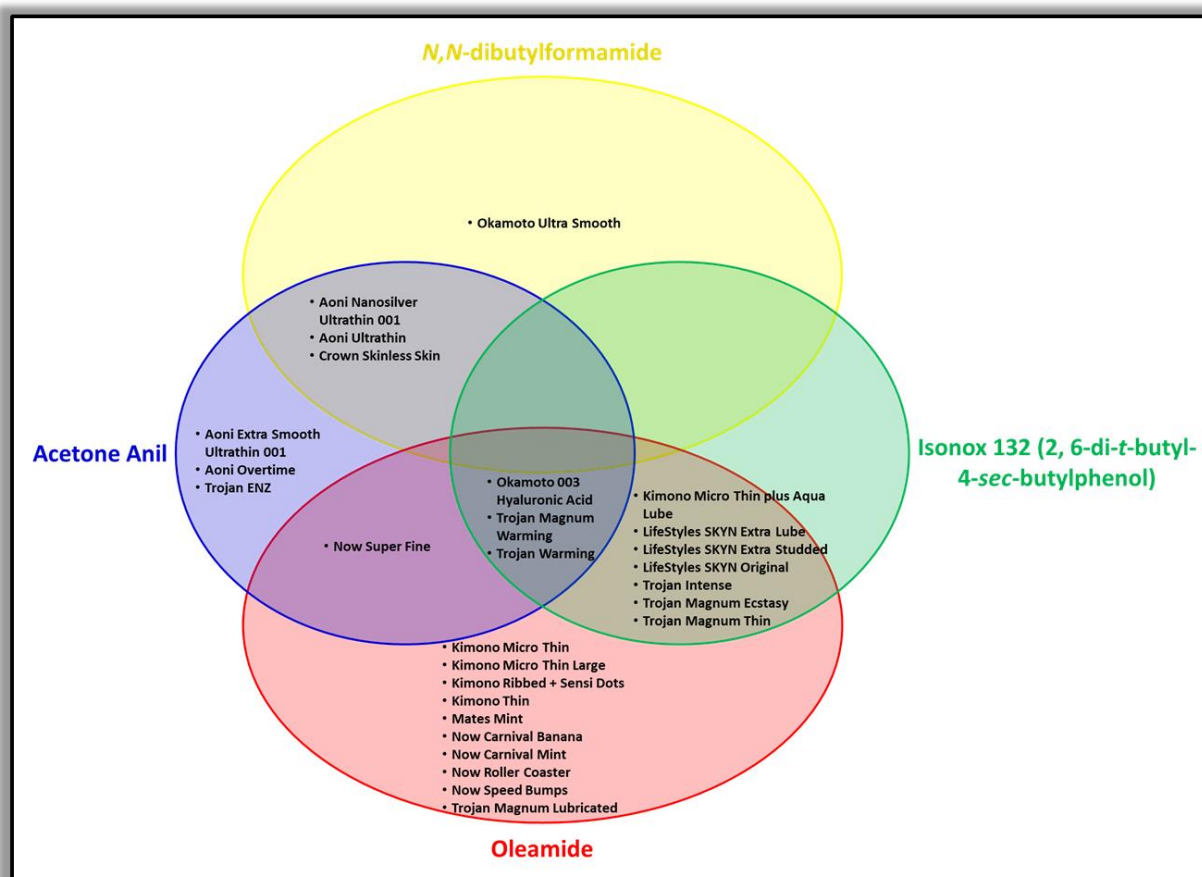 N,N-dibutylformamide
• Okamoto Ultra Smooth
• Aoni Nanosilver
Ultrathin 001
• Aoni Ultrathin
• Crown Skinless Skin
Acetone Anil
• Aoni Extra Smooth
Ultrathin 001
• Aoni Overtime
• Trojan ENZ
Isonox 132 (2, 6-di-t-butyl-
4-sec-butylphenol)
• Now Super Fine
• Okamoto 003
Hyaluronic Acid
• Trojan Magnum
Warming
• Trojan Warming
• Kimono Micro Thin plus Aqua
Lube
• LifeStyles SKYN Extra Lube
• LifeStyles SKYN Extra Studded
• LifeStyles SKYN Original
• Trojan Intense
• Trojan Magnum Ecstasy
• Trojan Magnum Thin
• Kimono Micro Thin
• Kimono Micro Thin Large
• Kimono Ribbed + Sensi Dots
• Kimono Thin
• Mates Mint
• Now Carnival Banana
• Now Carnival Mint
• Now Roller Coaster
• Now Speed Bumps
• Trojan Magnum Lubricated
Oleamide